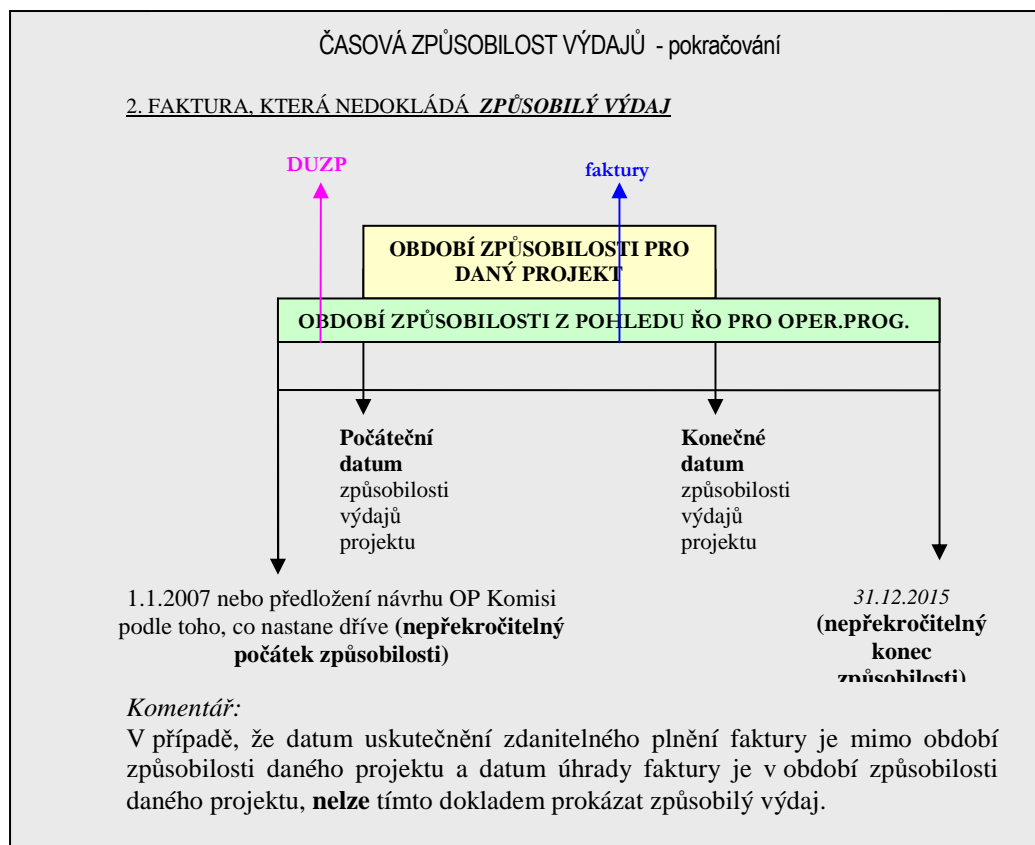 ČASOVÁ ZPŮSOBILOST VÝDAJŮ - pokračování
2. FAKTURA, KTERÁ NEDOKLÁDÁ ZPŮSOBILÝ VÝDAJ
DUZP
faktury
OBDOBÍ ZPŮSOBILOSTI PRO
DANÝ PROJEKT
OBDOBÍ ZPŮSOBILOSTI Z POHLEDU ŘO PRO OPER.PROG.
Počáteční
datum
způsobilosti
výdajů
projektu
Konečné
datum
způsobilosti
výdajů
projektu
1.1.2007 nebo předložení návrhu OP Komisi
podle toho, co nastane dříve (nepřekročitelný
počátek způsobilosti)
31.12.2015
(nepřekročitelný
konec
způsobilosti)
Komentář:
V případě, že datum uskutečnění zdanitelného plnění faktury je mimo období
způsobilosti daného projektu a datum úhrady faktury je v období způsobilosti
daného projektu, nelze tímto dokladem prokázat způsobilý výdaj.